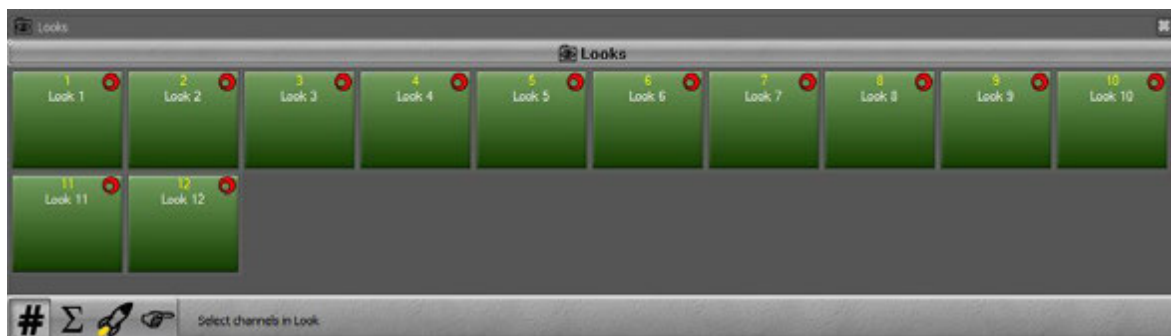 Looks
Looks
1 2 3 4 5 6 7 8 9 10
Look 1 Look 2 Look 3 Look 4 Look 5 Look 6 Look 7 Look 8 Look 9 Look 10
11 12
Look 11 Look 12
# Σ Select channels in Look